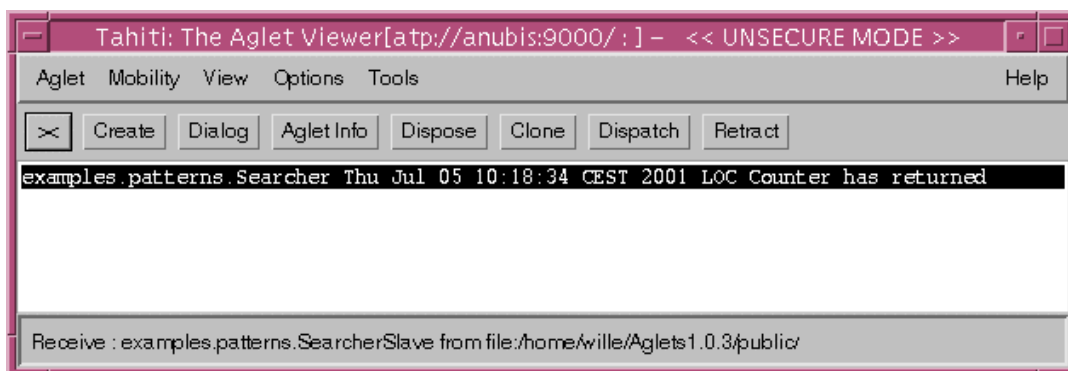 Tahiti: The Aglet Viewer[atp://anubis:9000/ : ] – << UNSECURE MODE >>
Aglet Mobility View Options Tools Help
>< Create Dialog Aglet Info Dispose Clone Dispatch Retract
examples.patterns.Searcher Thu Jul 05 10:18:34 CEST 2001 LOC Counter has returned
Receive : examples.patterns.SearcherSlave from file:/home/wille/Aglets1.0.3/public/